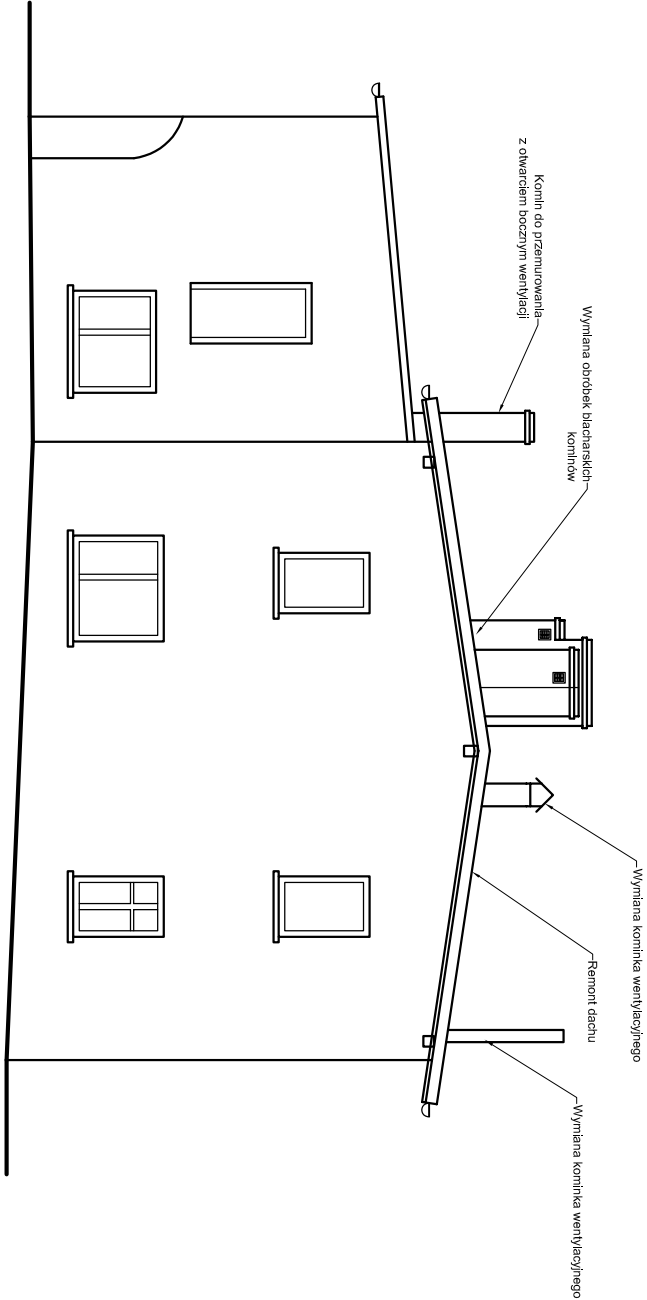 Komin do przemurowania
z otwarciem bocznym wentylacji
Wymiana obróbek blacharskich
kominów
Wymiana kominka wentylacyjnego
Remont dachu
Wymiana kominka wentylacyjnego